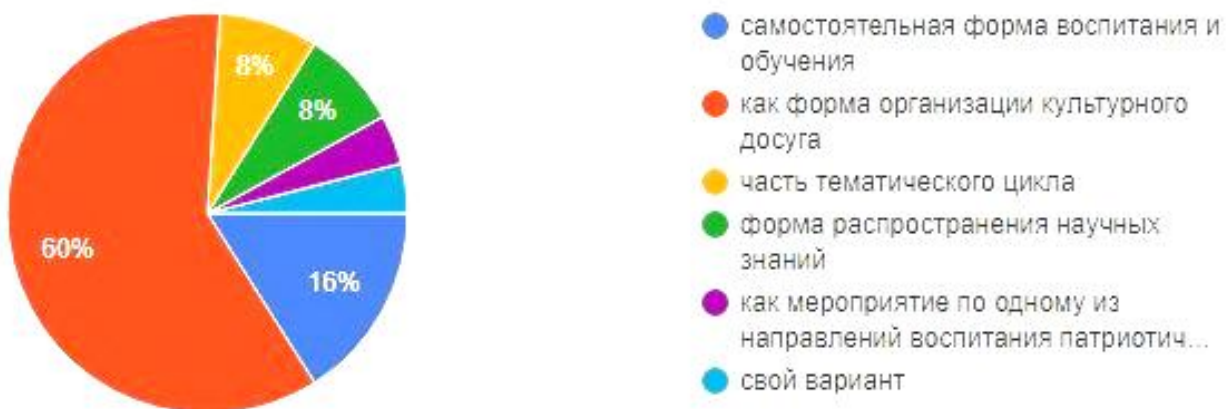 8%
8%
60%
16%
самостоятельная форма воспитания и
обучения
как форма организации культурного
досуга
часть тематического цикла
форма распространения научных
знаний
как мероприятие по одному из
направлений воспитания патриотич...
свой вариант